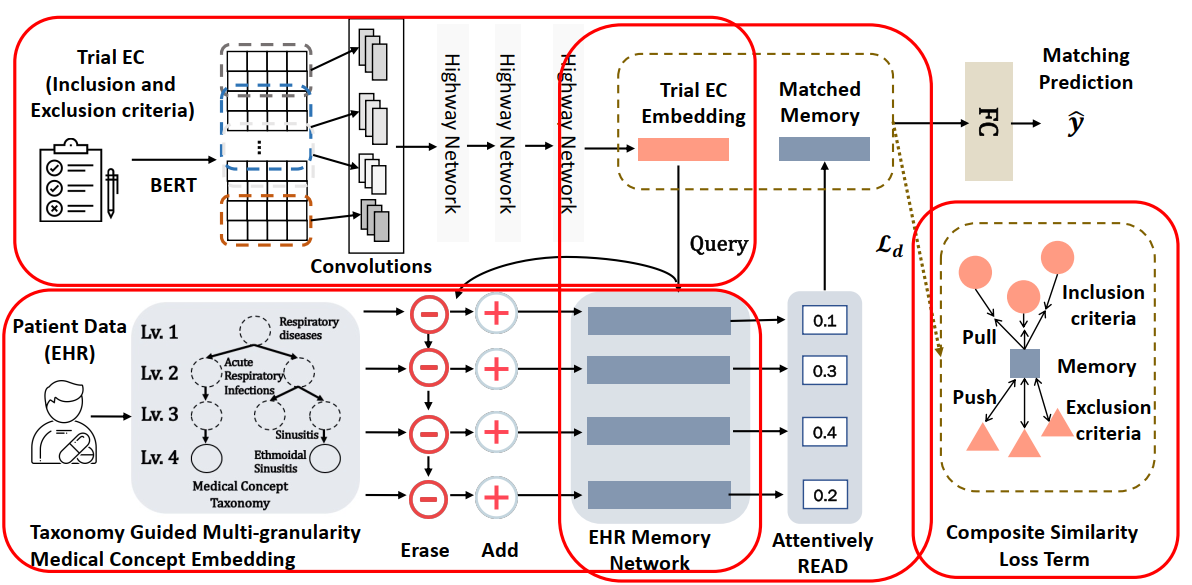 Trial EC
(Inclusion and
Exclusion criteria)
BERT
...
Convolutions
Highway Network
Highway Network
Highway Network
Trial EC
Embedding
Matched
Memory
Query
FC
Matching
Prediction
ŷ
ℒd
Patient Data
(EHR)
Lv. 1
Lv. 2
Lv. 3
Lv. 4
Respiratory
diseases
Acute
Respiratory
Infections
Sinusitis
Ethmoidal
Sinusitis
Medical Concept
Taxonomy
Taxonomy Guided Multi-granularity
Medical Concept Embedding
Erase
Add
EHR Memory
Network
0.1
0.3
0.4
0.2
Attentively
READ
Inclusion
criteria
Pull
Memory
Push
Exclusion
criteria
Composite Similarity
Loss Term